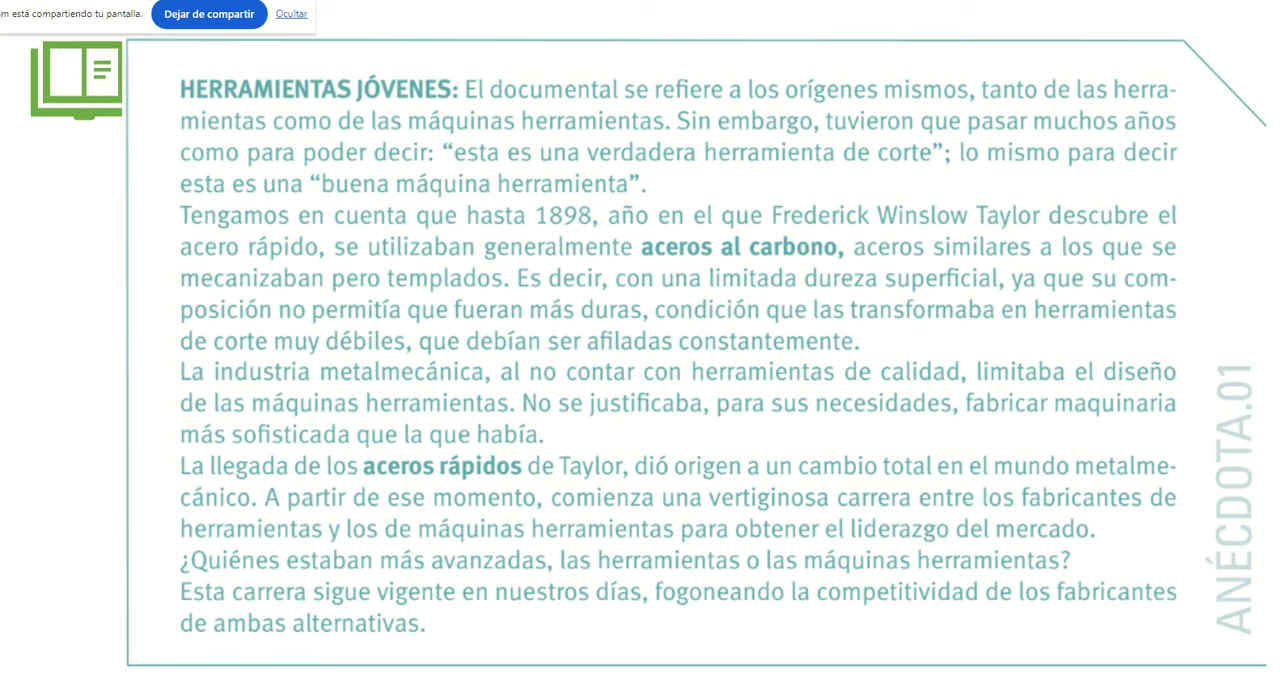 om está compartiendo tu pantalla. Dejar de compartir Ocultar
HERRAMIENTAS JÓVENES: El documental se refiere a los orígenes mismos, tanto de las herra-
mientas como de las máquinas herramientas. Sin embargo, tuvieron que pasar muchos años
como para poder decir: “esta es una verdadera herramienta de corte”; lo mismo para decir
esta es una “buena máquina herramienta”.
Tengamos en cuenta que hasta 1898, año en el que Frederick Winslow Taylor descubre el
acero rápido, se utilizaban generalmente aceros al carbono, aceros similares a los que se
mecanizaban pero templados. Es decir, con una limitada dureza superficial, ya que su com-
posición no permitía que fueran más duras, condición que las transformaba en herramientas
de corte muy débiles, que debían ser afiladas constantemente.
La industria metalmecánica, al no contar con herramientas de calidad, limitaba el diseño
de las máquinas herramientas. No se justificaba, para sus necesidades, fabricar maquinaria
más sofisticada que la que había.
La llegada de los aceros rápidos de Taylor, dió origen a un cambio total en el mundo metalme-
cánico. A partir de ese momento, comienza una vertiginosa carrera entre los fabricantes de
herramientas y los de máquinas herramientas para obtener el liderazgo del mercado.
¿Quiénes estaban más avanzadas, las herramientas o las máquinas herramientas?
Esta carrera sigue vigente en nuestros días, fogoneando la competitividad de los fabricantes
de ambas alternativas.
ANÉCDOTA.01